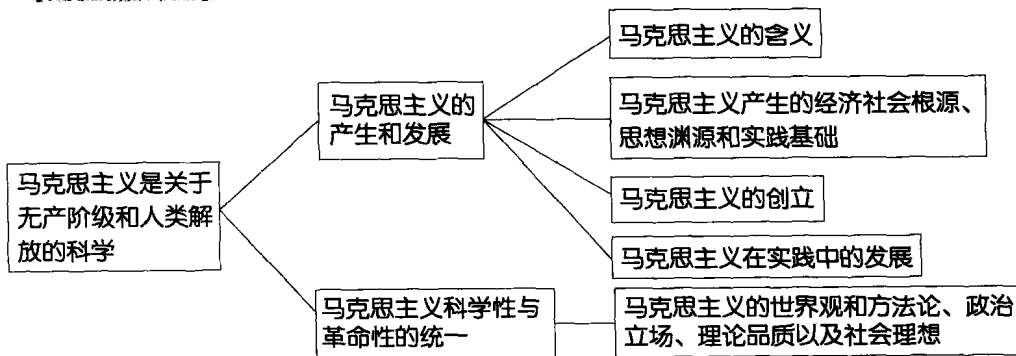 马克思主义的含义
马克思主义的
产生和发展
马克思主义产生的经济社会根源、
思想渊源和实践基础
马克思主义是关于
无产阶级和人类解
放的科学
马克思主义的创立
马克思主义在实践中的发展
马克思主义科学性与
革命性的统一
马克思主义的世界观和方法论、政治
立场、理论品质以及社会理想